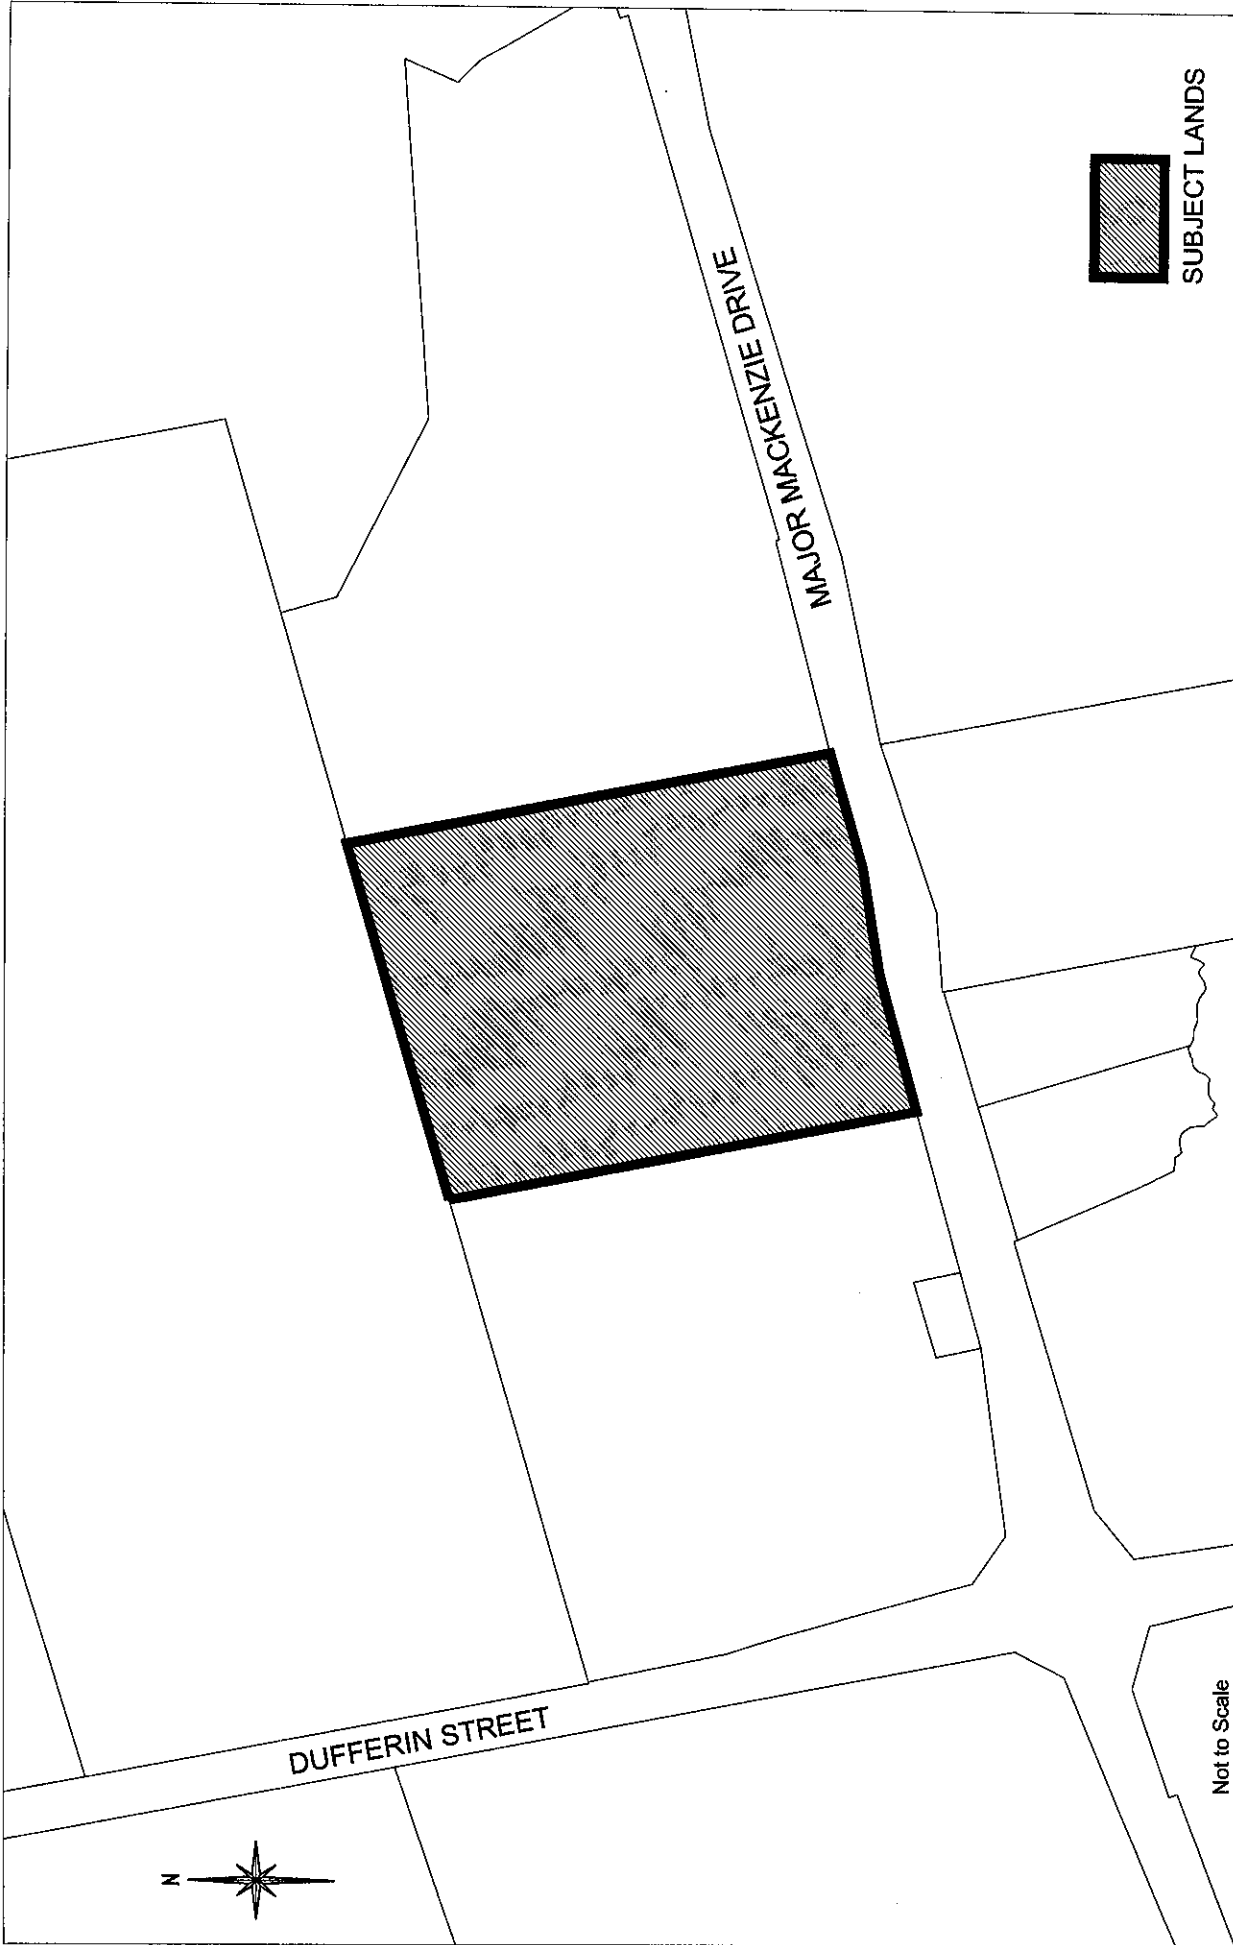 N
DUFFERIN STREET
MAJOR MACKENZIE DRIVE
SUBJECT LANDS
Not to Scale